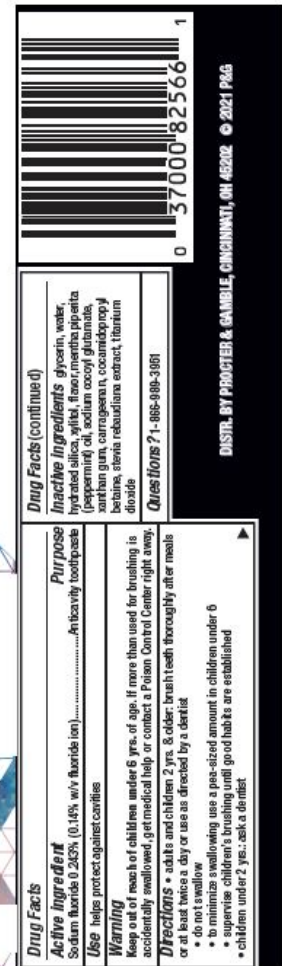 Drug Facts
Active ingredient Purpose
Sodium fluoride 0.243% (0.14% w/v fluoride ion)....................Anticavity toothpaste
Use helps protect against cavities
Warning
Keep out of reach of children under 6 yrs. of age. If more than used for brushing is
accidentally swallowed, get medical help or contact a Poison Control Center right away.
Directions • adults and children 2 yrs. & older: brush teeth thoroughly after meals
or at least twice a day or use as directed by a dentist
• do not swallow
• to minimize swallowing use a pea-sized amount in children under 6
• supervise children's brushing until good habits are established
• children under 2 yrs.: ask a dentist
Drug Facts (continued)
Inactive ingredients glycerin, water,
hydrated silica, xylitol, flavor, mentha piperita
(peppermint) oil, sodium cocoyl glutamate,
xanthan gum, carrageenan, cocamidopropyl
betaine, stevia rebaudiana extract, titanium
dioxide
Questions? 1-866-989-3961
0 37000 82566 1
DISTR. BY PROCTER & GAMBLE, CINCINNATI, OH 45202 © 2021 P&G